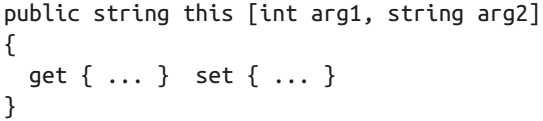 public string this [int arg1, string arg2]
{
  get { ... }  set { ... }
}